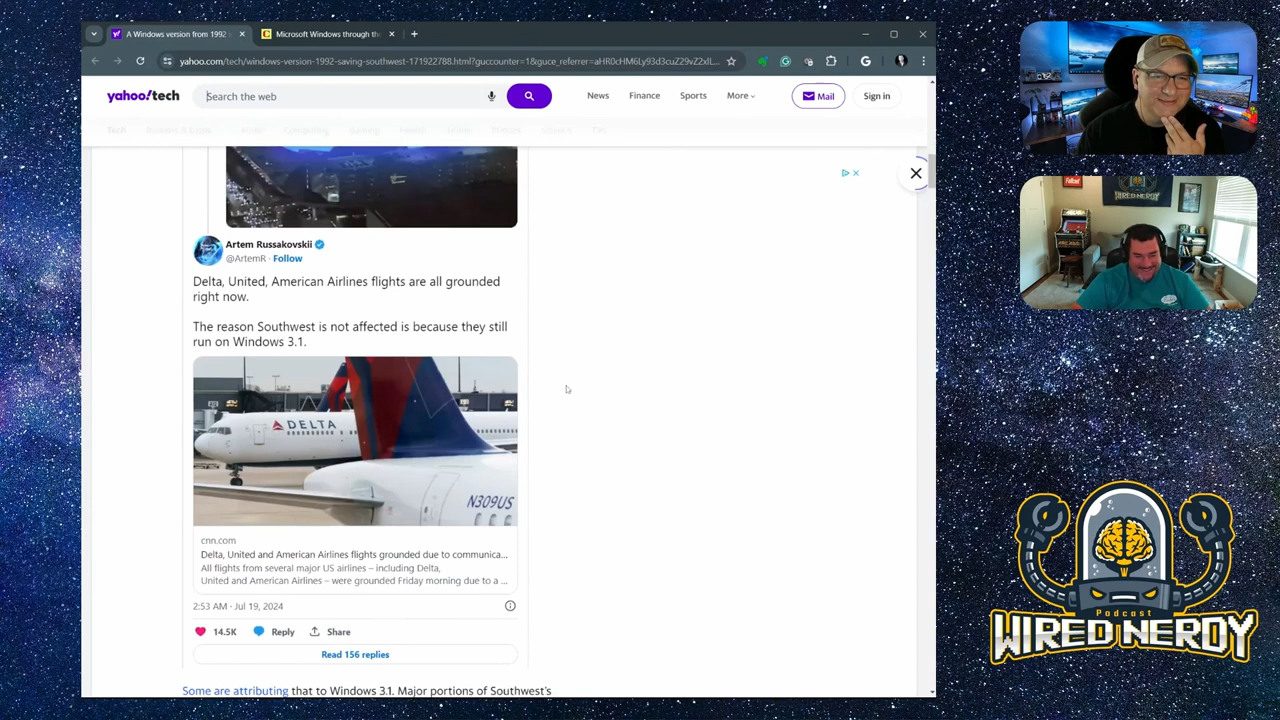 A Windows version from 1992
Microsoft Windows through th
yahoo.com/tech/windows-version-1992-saving-southwest-171922788.html?guccounter=1&guce_referrer=aHR0cHM6Ly93d3cuZ29vZ2xlL...
yahoo!tech
Search the web
News
Finance
Sports
More
Mail
Sign in
Artem Russakovskii
@ArtemR · Follow
Delta, United, American Airlines flights are all grounded
right now.
The reason Southwest is not affected is because they still
run on Windows 3.1.
DELTA
N309US
cnn.com
Delta, United and American Airlines flights grounded due to communica...
All flights from several major US airlines – including Delta,
United and American Airlines – were grounded Friday morning due to a ...
2:53 AM · Jul 19, 2024
14.5K
Reply
Share
Read 156 replies
Some are attributing that to Windows 3.1. Major portions of Southwest's
WIRED NERDY
Podcast
WIRED NERDY